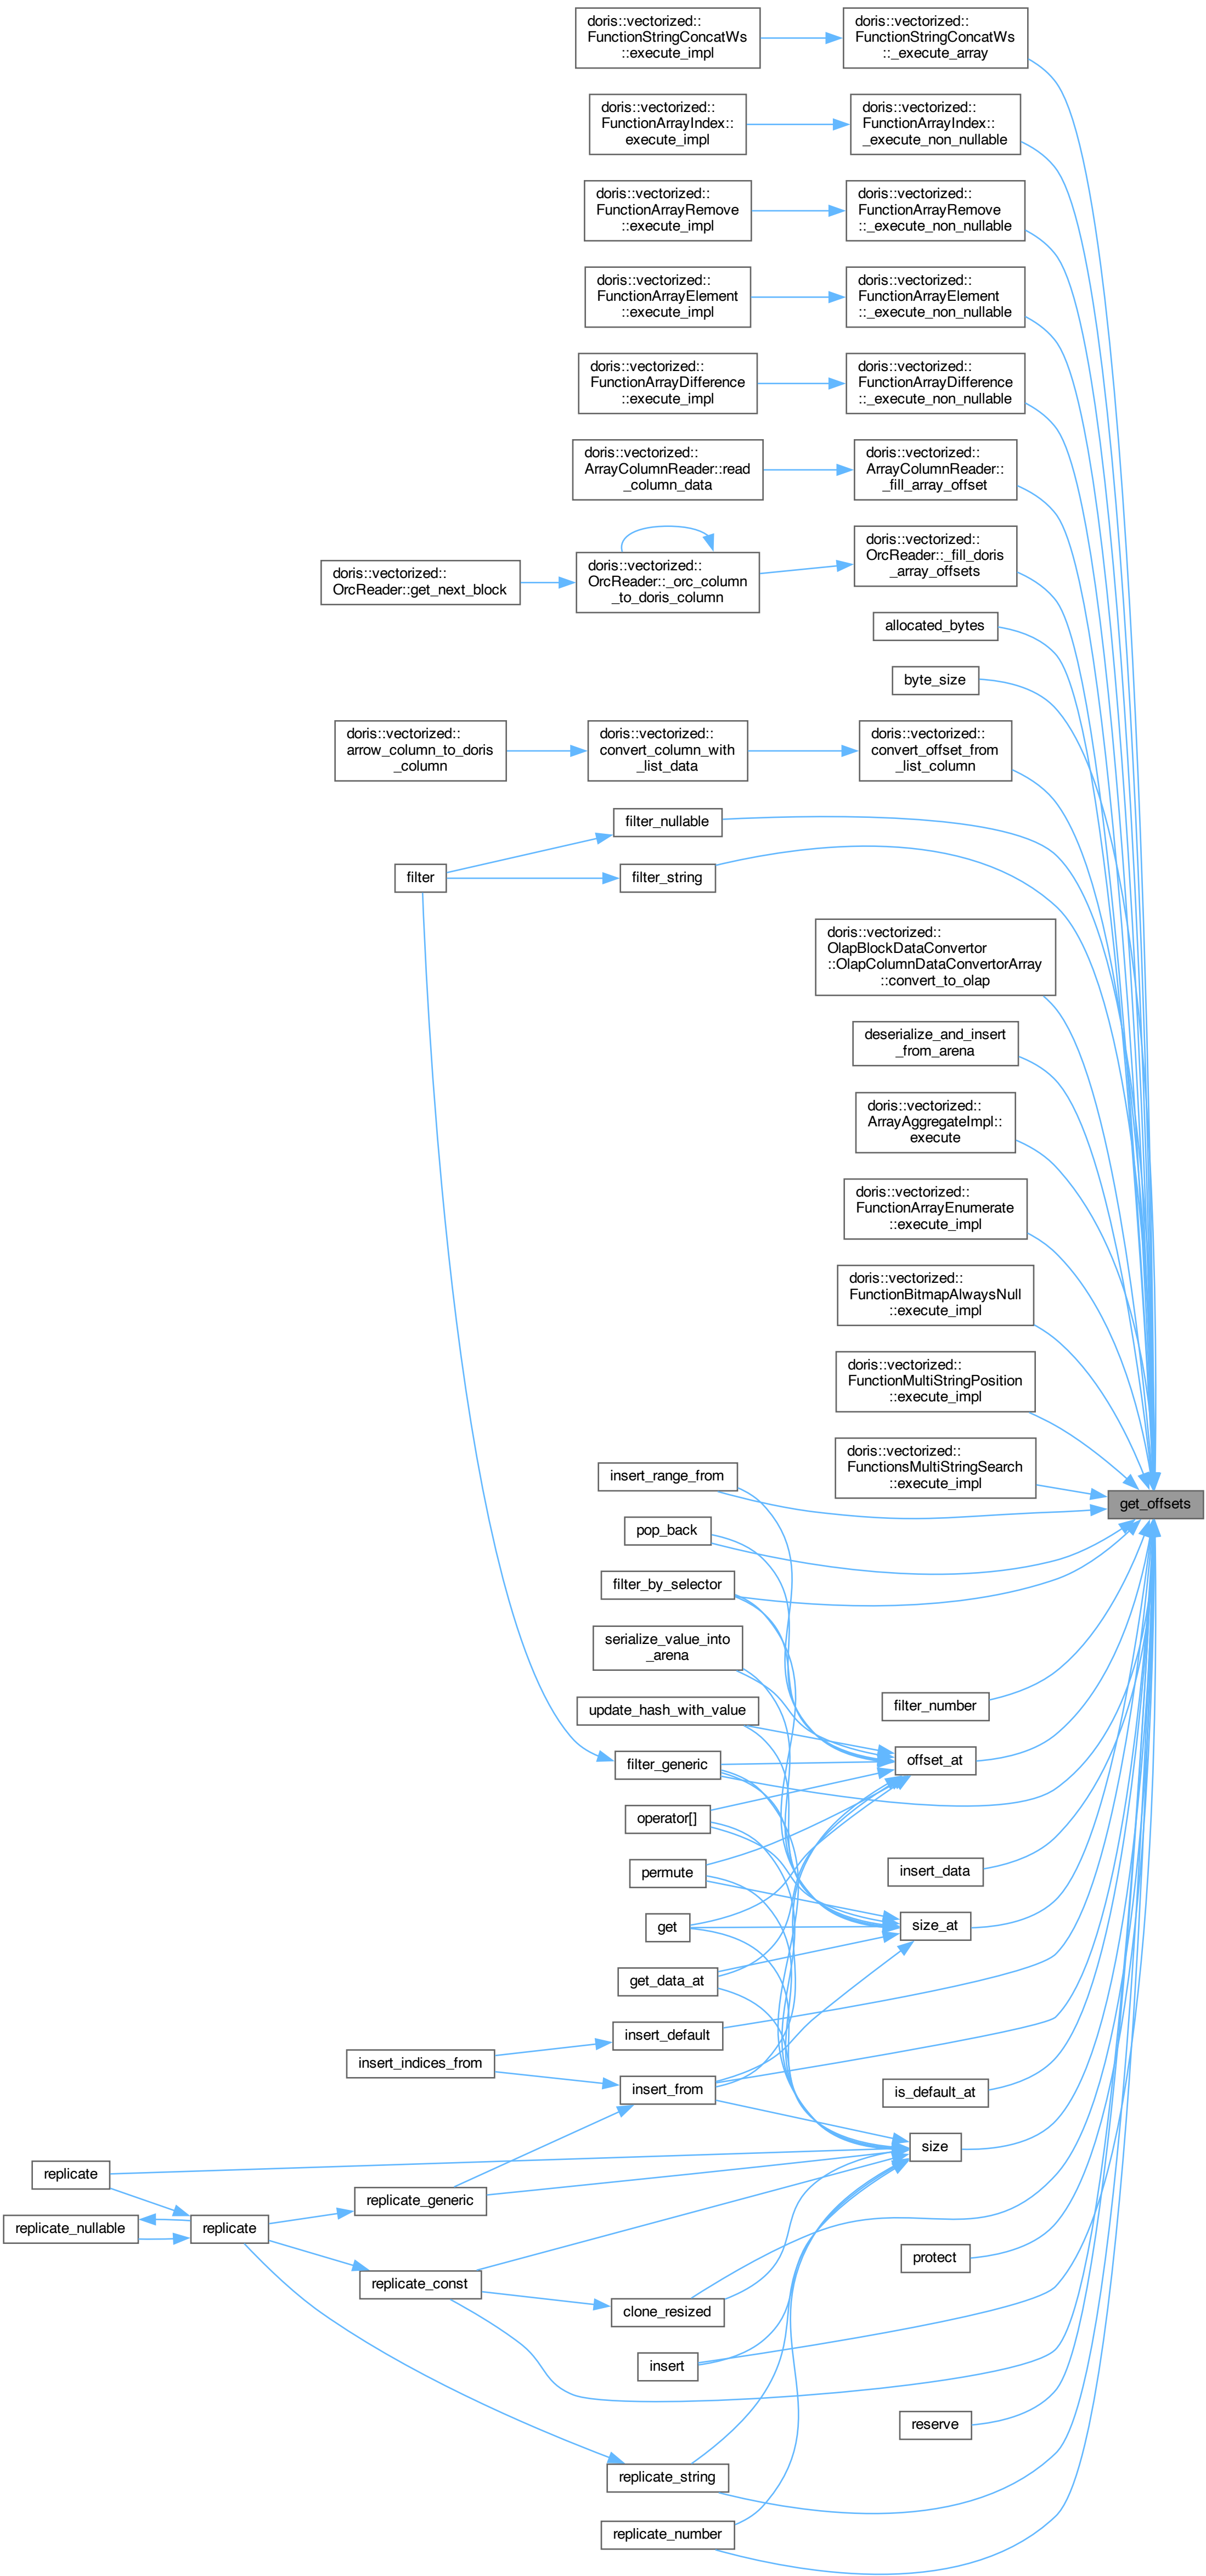 doris::vectorized::
FunctionStringConcatWs
::execute_impl
doris::vectorized::
FunctionStringConcatWs
::_execute_array
doris::vectorized::
FunctionArrayIndex::
execute_impl
doris::vectorized::
FunctionArrayIndex::
_execute_non_nullable
doris::vectorized::
FunctionArrayRemove
::execute_impl
doris::vectorized::
FunctionArrayRemove
::_execute_non_nullable
doris::vectorized::
FunctionArrayElement
::execute_impl
doris::vectorized::
FunctionArrayElement
::_execute_non_nullable
doris::vectorized::
FunctionArrayDifference
::execute_impl
doris::vectorized::
FunctionArrayDifference
::_execute_non_nullable
doris::vectorized::
ArrayColumnReader::read
_column_data
doris::vectorized::
ArrayColumnReader::
_fill_array_offset
doris::vectorized::
OrcReader::get_next_block
doris::vectorized::
OrcReader::_orc_column
_to_doris_column
doris::vectorized::
OrcReader::_fill_doris
_array_offsets
allocated_bytes
byte_size
doris::vectorized::
arrow_column_to_doris
_column
doris::vectorized::
convert_column_with
_list_data
doris::vectorized::
convert_offset_from
_list_column
filter_nullable
filter
filter_string
doris::vectorized::
OlapBlockDataConvertor
::OlapColumnDataConvertorArray
::convert_to_olap
deserialize_and_insert
_from_arena
doris::vectorized::
ArrayAggregateImpl::
execute
doris::vectorized::
FunctionArrayEnumerate
::execute_impl
doris::vectorized::
FunctionBitmapAlwaysNull
::execute_impl
doris::vectorized::
FunctionMultiStringPosition
::execute_impl
doris::vectorized::
FunctionsMultiStringSearch
::execute_impl
insert_range_from
get_offsets
pop_back
filter_by_selector
serialize_value_into
_arena
filter_number
update_hash_with_value
offset_at
filter_generic
operator[]
permute
insert_data
get
size_at
get_data_at
insert_default
insert_indices_from
insert_from
is_default_at
size
replicate
replicate_generic
replicate_nullable
replicate
protect
replicate_const
clone_resized
insert
reserve
replicate_string
replicate_number